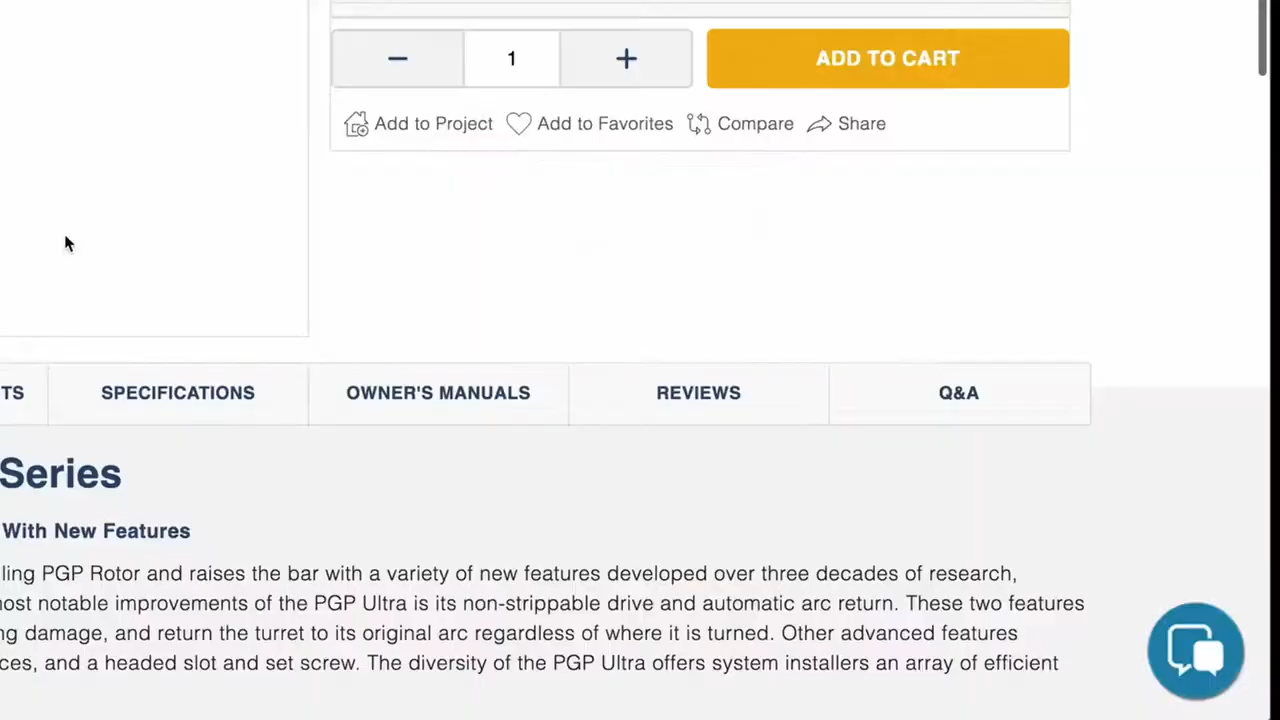 1
ADD TO CART
Add to Project Add to Favorites Compare Share
TS SPECIFICATIONS OWNER'S MANUALS REVIEWS Q&A
Series
With New Features
ling PGP Rotor and raises the bar with a variety of new features developed over three decades of research,
most notable improvements of the PGP Ultra is its non-strippable drive and automatic arc return. These two features
ng damage, and return the turret to its original arc regardless of where it is turned. Other advanced features
ces, and a headed slot and set screw. The diversity of the PGP Ultra offers system installers an array of efficient